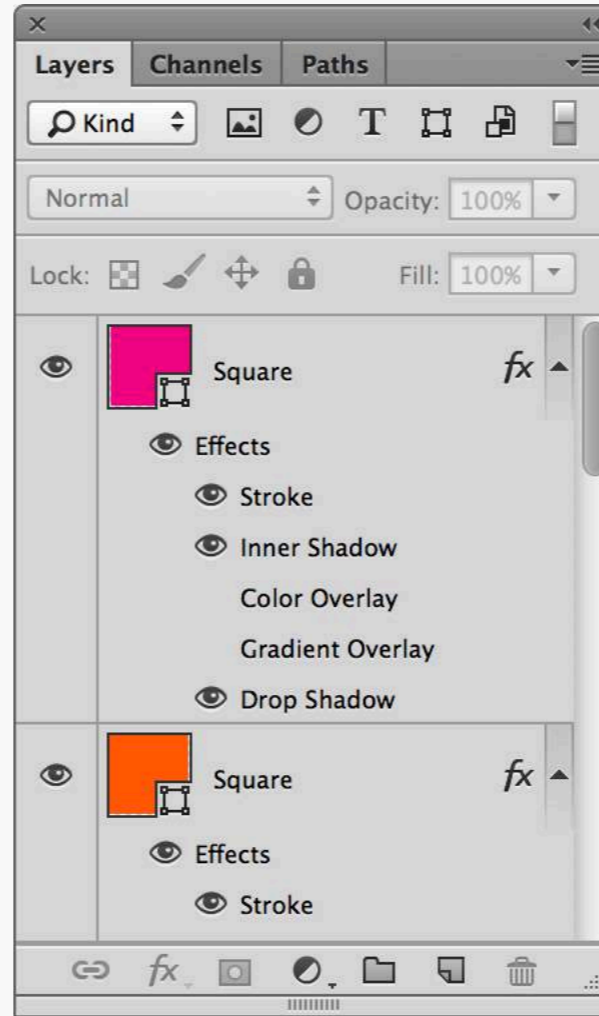 Layers Channels Paths
Kind T
Normal Opacity: 100%
Lock: Fill: 100%
Square fx
Effects
Stroke
Inner Shadow
Color Overlay
Gradient Overlay
Drop Shadow
Square fx
Effects
Stroke
fx